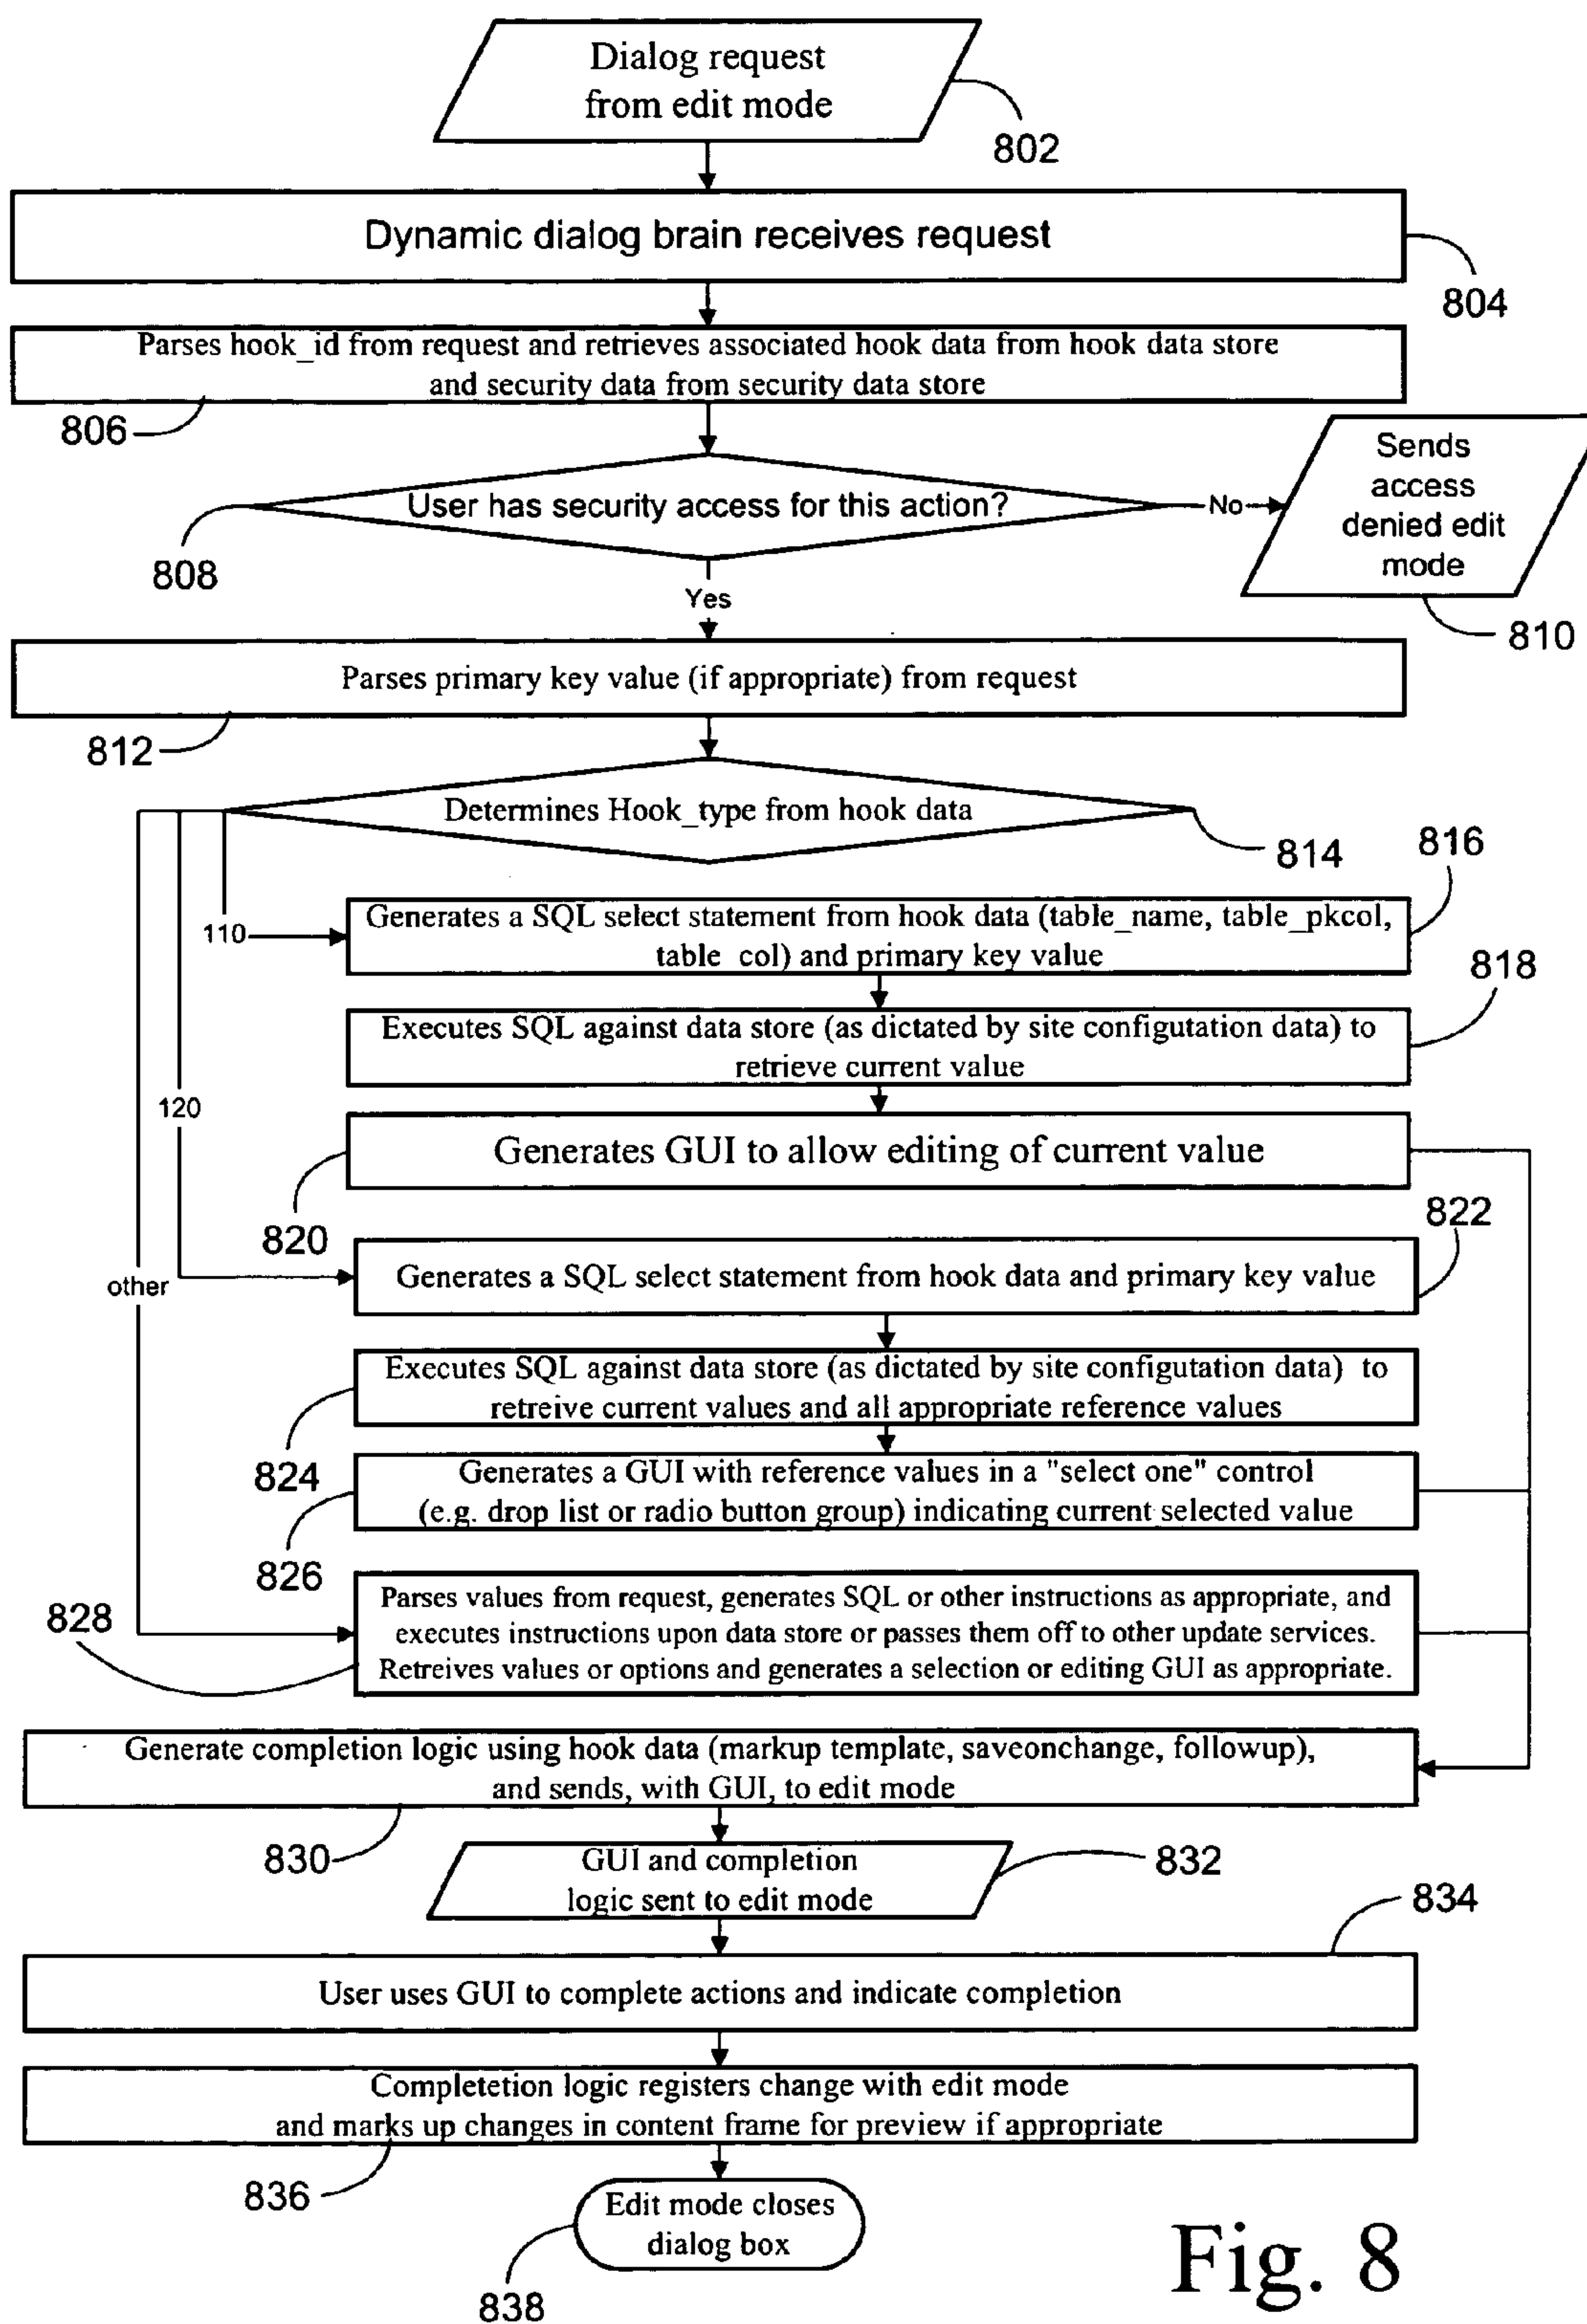 Dialog request
from edit mode
802
Dynamic dialog brain receives request
804
Parses hook_id from request and retrieves associated hook data from hook data store
and security data from security data store
806
Sends
access
denied edit
mode
User has security access for this action?
No
808
810
Yes
Parses primary key value (if appropriate) from request
812
Determines Hook_type from hook data
814
816
110
Generates a SQL select statement from hook data (table_name, table_pkcol,
table_col) and primary key value
818
Executes SQL against data store (as dictated by site configutation data) to
retrieve current value
120
Generates GUI to allow editing of current value
820
822
other
Generates a SQL select statement from hook data and primary key value
Executes SQL against data store (as dictated by site configutation data) to
retreive current values and all appropriate reference values
824
Generates a GUI with reference values in a "select one" control
(e.g. drop list or radio button group) indicating current selected value
826
828
Parses values from request, generates SQL or other instructions as appropriate, and
executes instructions upon data store or passes them off to other update services.
Retreives values or options and generates a selection or editing GUI as appropriate.
Generate completion logic using hook data (markup template, saveonchange, followup),
and sends, with GUI, to edit mode
830
GUI and completion
logic sent to edit mode
832
834
User uses GUI to complete actions and indicate completion
Completetion logic registers change with edit mode
and marks up changes in content frame for preview if appropriate
836
Edit mode closes
dialog box
838
Fig. 8